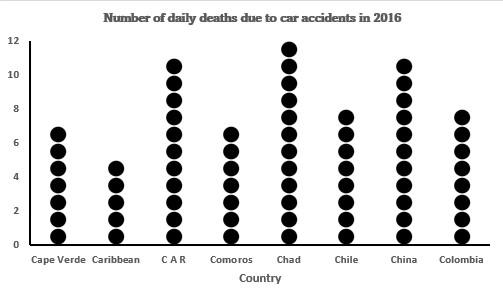 Number of daily deaths due to car accidents in 2016
12
10
8
6
4
2
0
Cape Verde Caribbean C A R Comoros Chad Chile China Colombia
Country